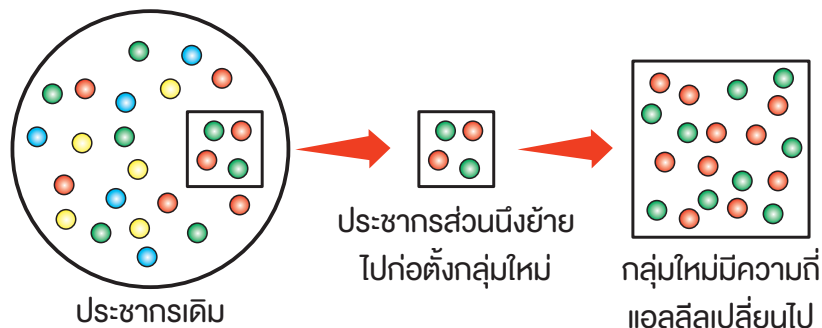 ประชากรเดิม
ประชากรส่วนนึงย้าย
ไปก่อตั้งกลุ่มใหม่
กลุ่มใหม่มีความถี่
แอลลีลเปลี่ยนไป